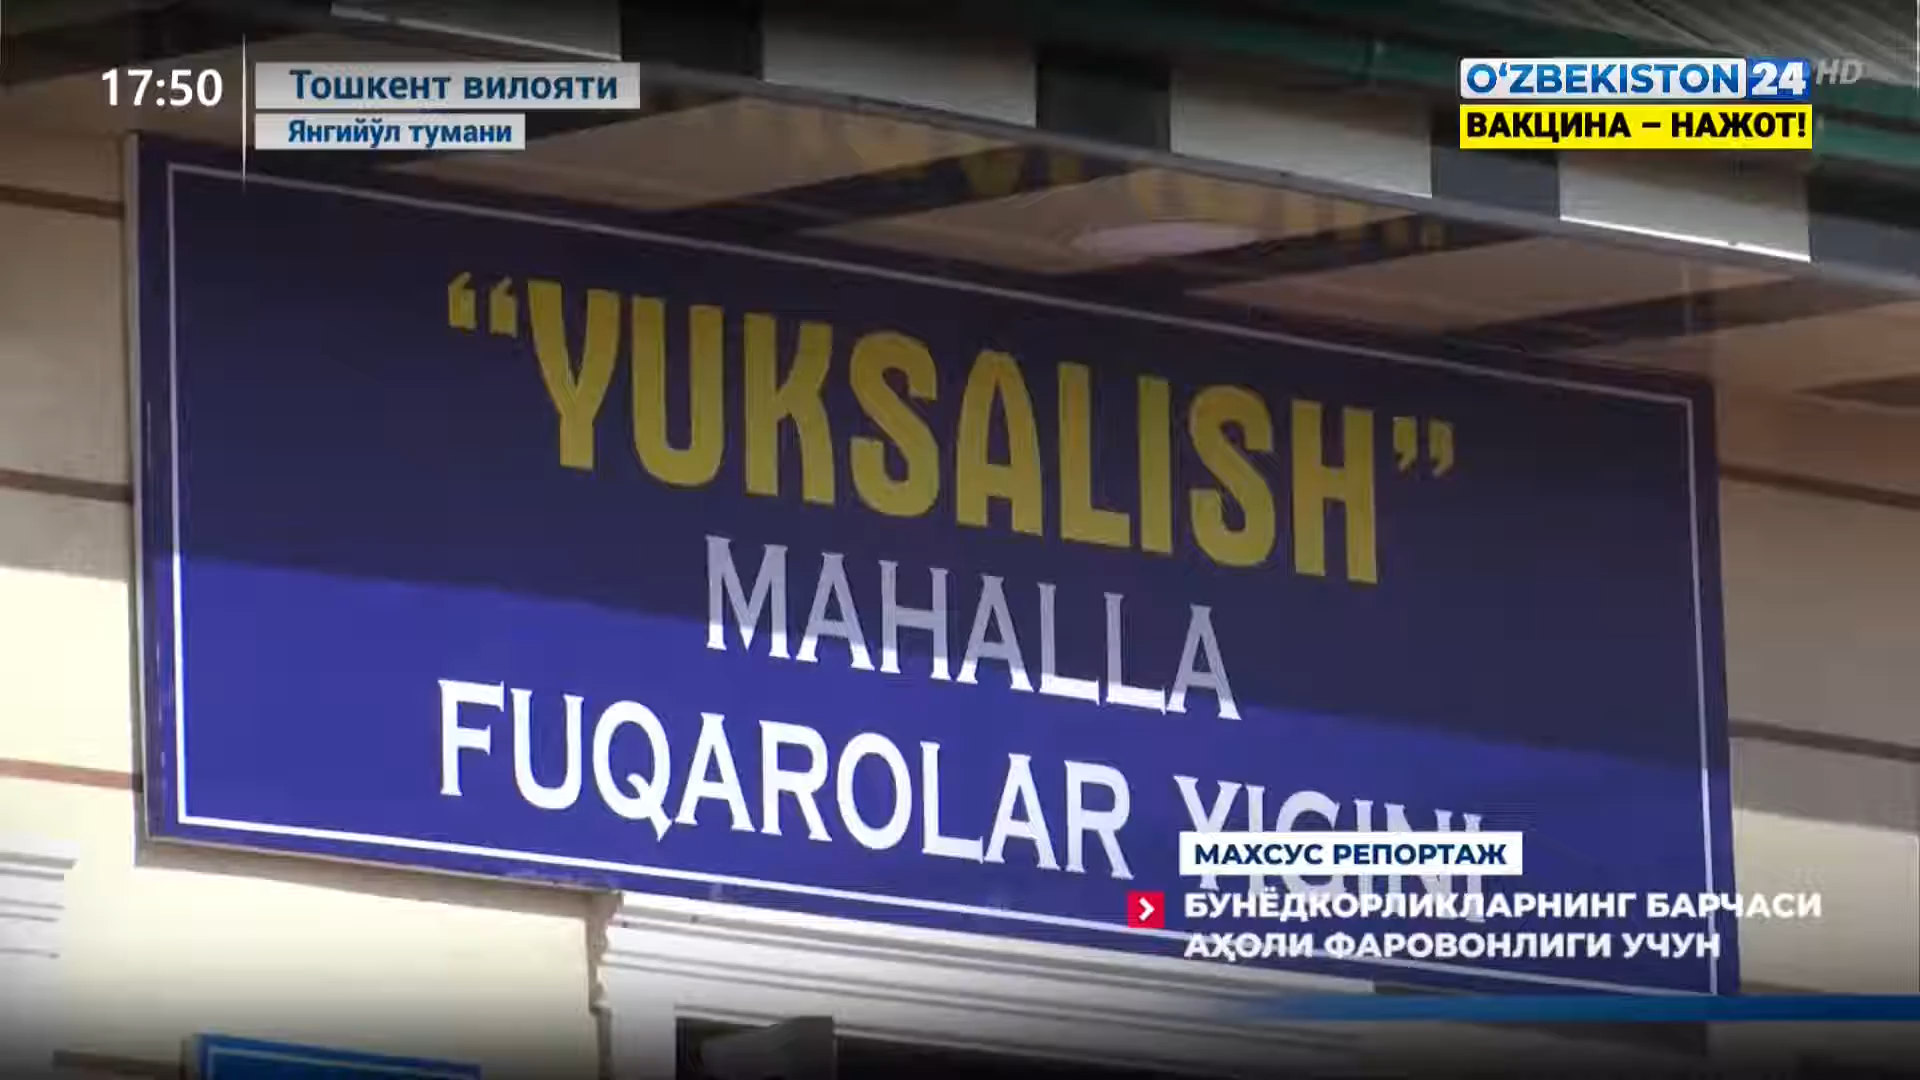 17:50
Тошкент вилояти
Янгийўл тумани
O‘ZBEKISTON 24 HD
ВАКЦИНА – НАЖОТ!
“YUKSALISH”
MAHALLA
FUQAROLAR YIGINI
МАХСУС РЕПОРТАЖ
БУНЁДКОРЛИКЛАРНИНГ БАРЧАСИ
АҲОЛИ ФАРОВОНЛИГИ УЧУН